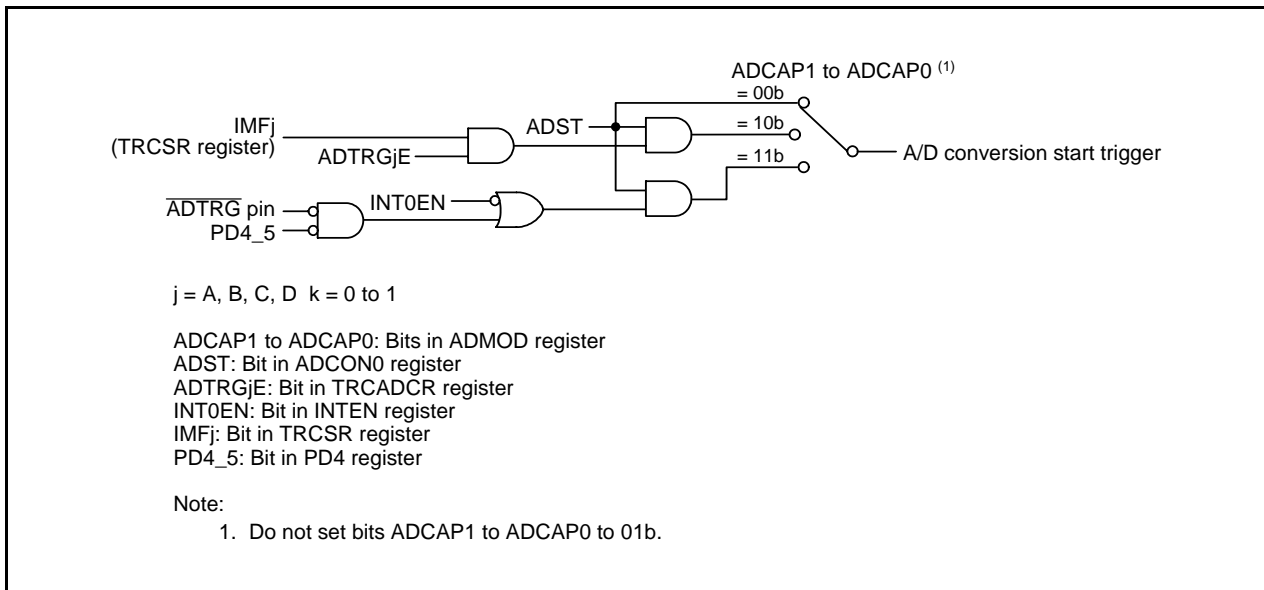 ADCAP1 to ADCAP0 (1)
= 00b
IMFj
(TRCSR register)
ADTRGjE
ADST
= 10b
= 11b
A/D conversion start trigger
ADTRG pin
PD4_5
INT0EN
j = A, B, C, D k = 0 to 1
ADCAP1 to ADCAP0: Bits in ADMOD register
ADST: Bit in ADCON0 register
ADTRGjE: Bit in TRCADCR register
INT0EN: Bit in INTEN register
IMFj: Bit in TRCSR register
PD4_5: Bit in PD4 register
Note:
1. Do not set bits ADCAP1 to ADCAP0 to 01b.